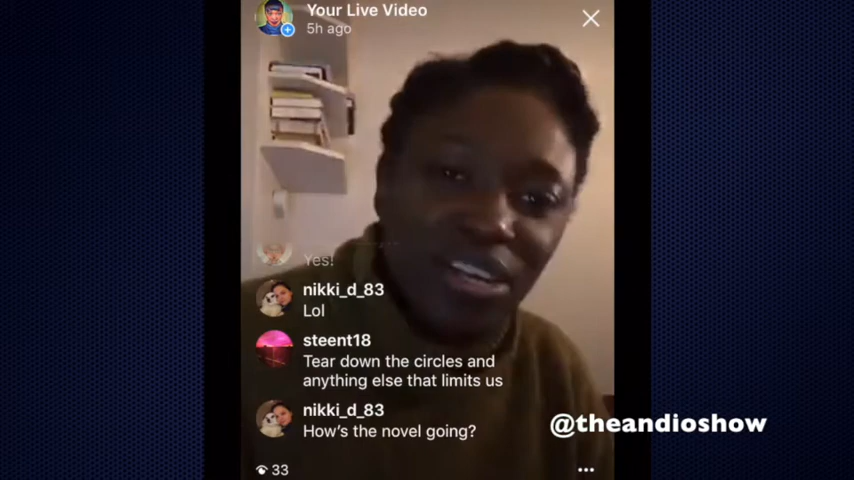 Your Live Video
5h ago
Yes!
nikki_d_83
Lol
steent18
Tear down the circles and
anything else that limits us
nikki_d_83
How's the novel going?
@theandioshow
33